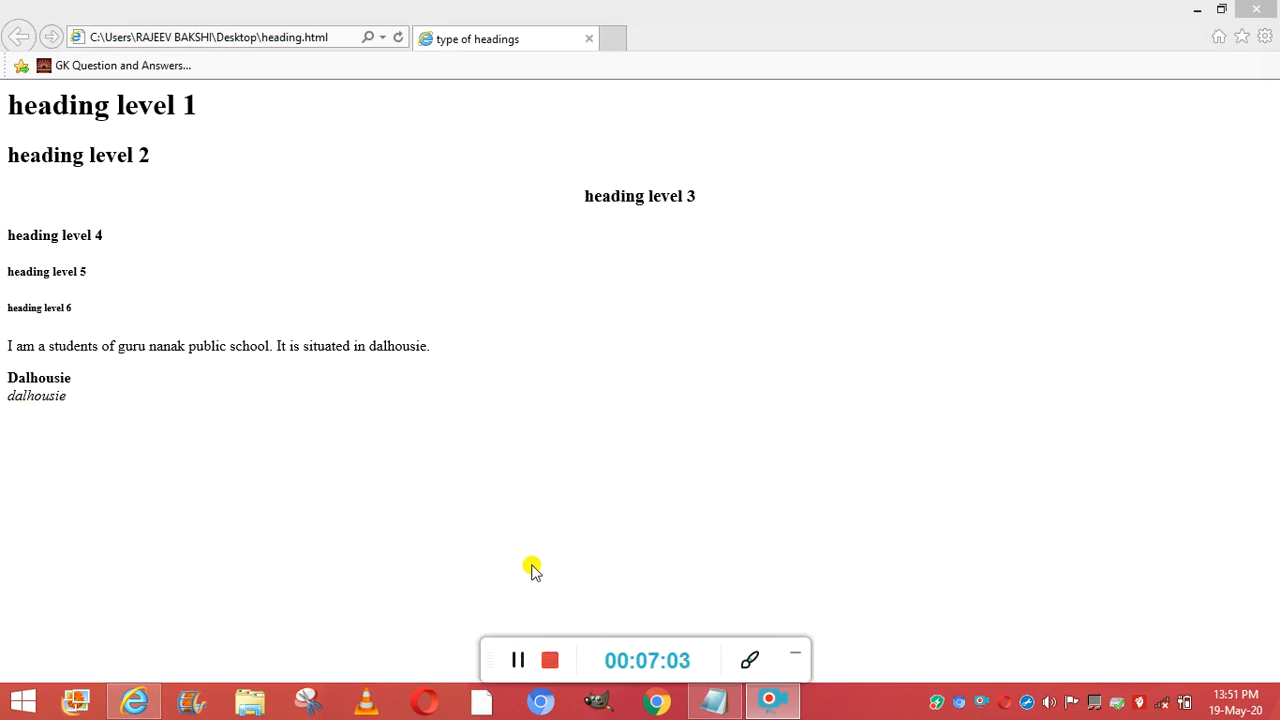 C:\Users\RAJEEV BAKSHI\Desktop\heading.html
type of headings
GK Question and Answers...
heading level 1
heading level 2
heading level 3
heading level 4
heading level 5
heading level 6
I am a students of guru nanak public school. It is situated in dalhousie.
Dalhousie
dalhousie
00:07:03
13:51 PM
19-May-20